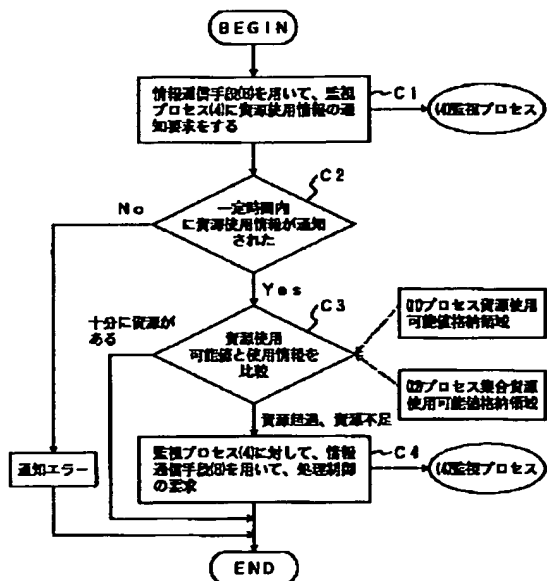 BEGIN
情報通信手段(8)を用いて、監視
プロセス(4)に資源使用情報の通
知要求をする
C1
(4)監視プロセス
C2
一定時間内
に資源使用情報が通知
された
No
Yes
C3
十分に資源が
ある
資源使用
可能値と使用情報を
比較
(11)プロセス資源使用
可能値格納領域
(12)プロセス集合資源
使用可能値格納領域
資源超過、資源不足
通知エラー
監視プロセス(4)に対して、情報
通信手段(8)を用いて、処理制御
の要求
C4
(4)監視プロセス
END